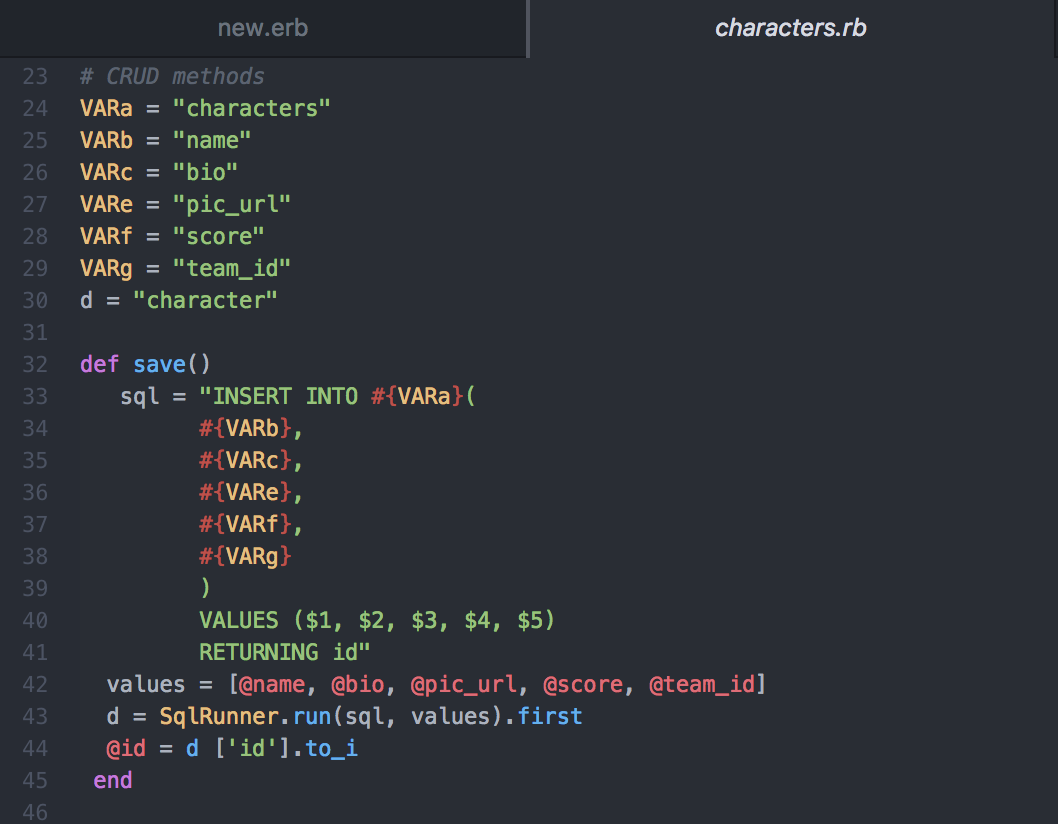 new.erb
characters.rb
23 # CRUD methods
24 VARa = "characters"
25 VARb = "name"
26 VARc = "bio"
27 VARe = "pic_url"
28 VARf = "score"
29 VARg = "team_id"
30 d = "character"
31
32 def save()
33    sql = "INSERT INTO #{VARa}(
34          #{VARb},
35          #{VARc},
36          #{VARe},
37          #{VARf},
38          #{VARg}
39          )
40          VALUES ($1, $2, $3, $4, $5)
41          RETURNING id"
42   values = [@name, @bio, @pic_url, @score, @team_id]
43   d = SqlRunner.run(sql, values).first
44   @id = d ['id'].to_i
45  end
46